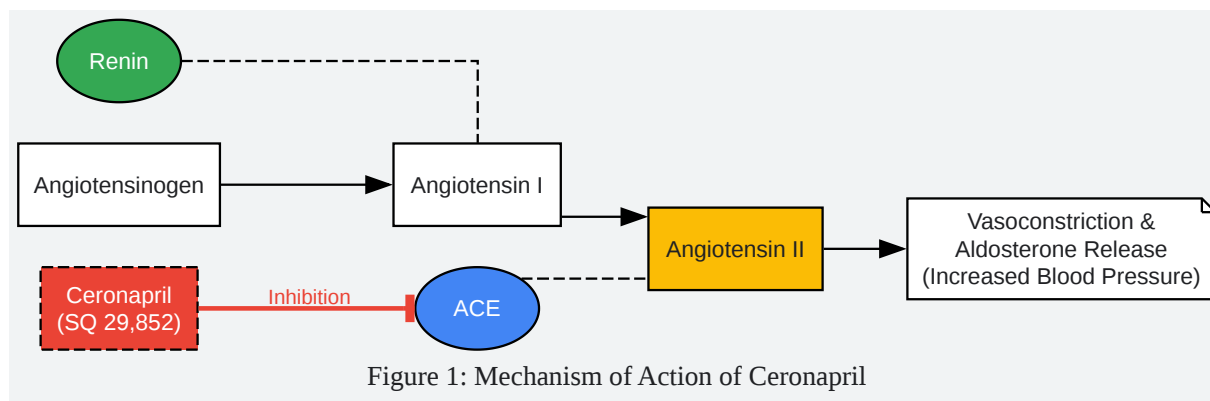 Renin
Angiotensinogen
Angiotensin I
Angiotensin II
Vasoconstriction &
Aldosterone Release
(Increased Blood Pressure)
Ceronapril
(SQ 29,852)
Inhibition
ACE
Figure 1: Mechanism of Action of Ceronapril